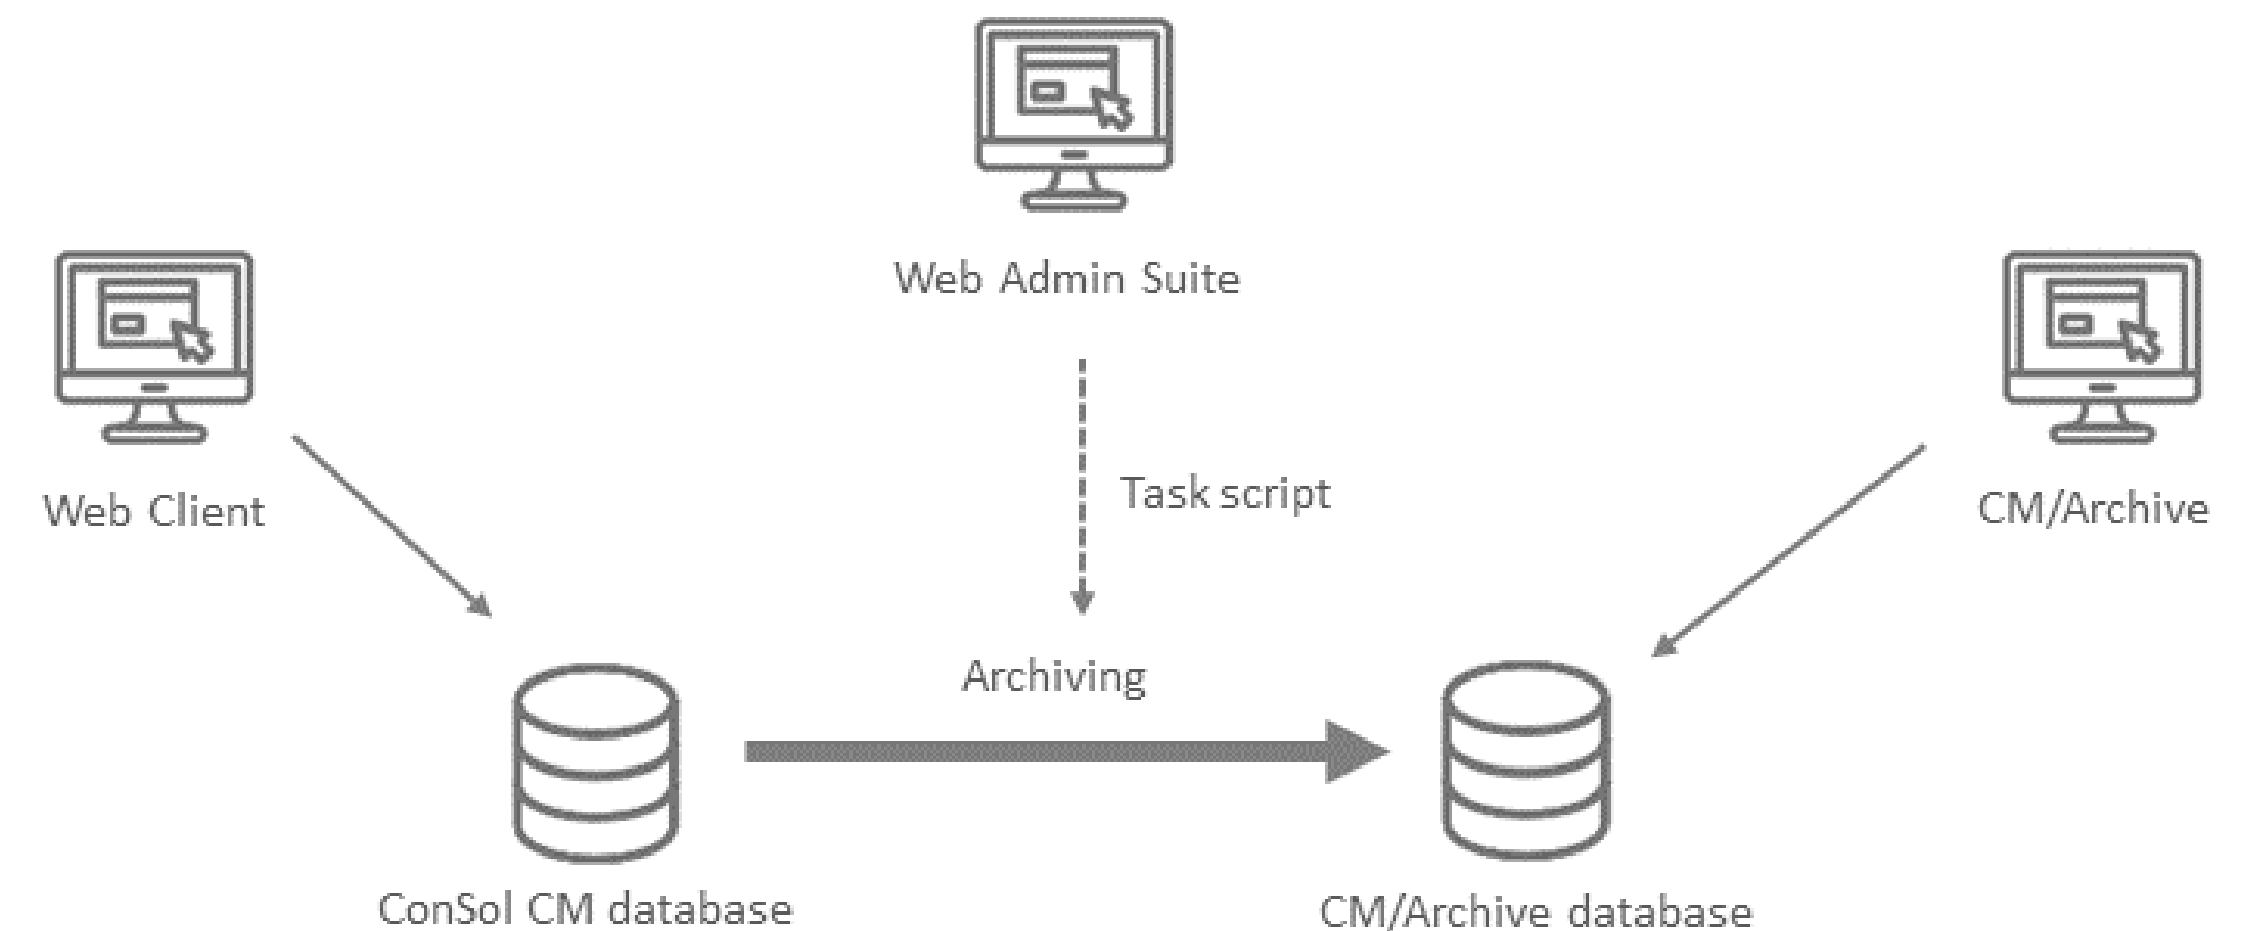 Web Admin Suite
Web Client
Task script
CM/Archive
Archiving
ConSol CM database
CM/Archive database